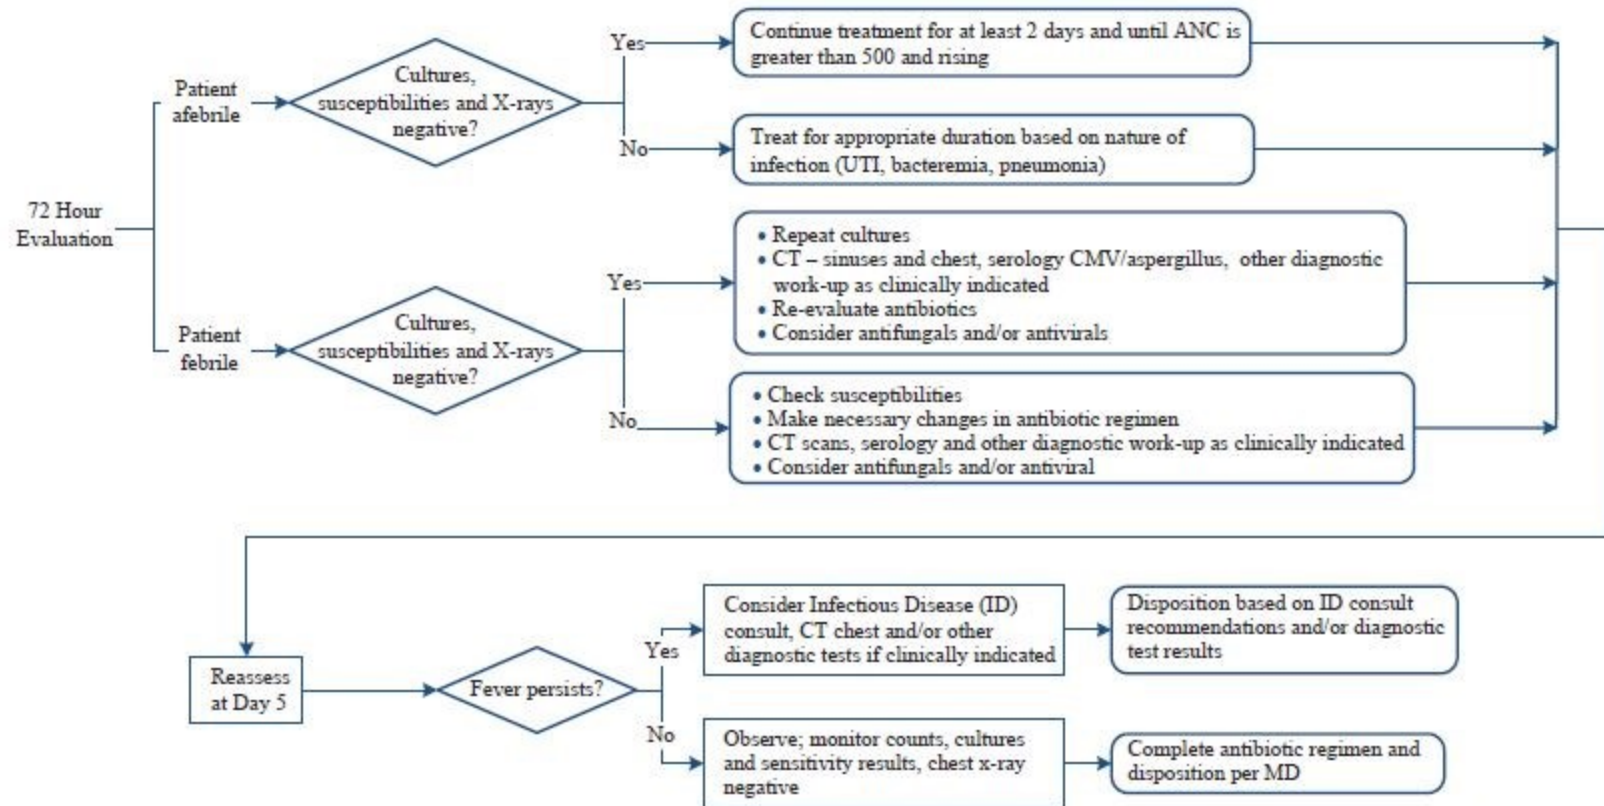 72 Hour
Evaluation
Patient
afebrile
Cultures,
susceptibilities and X-rays
negative?
Yes
Continue treatment for at least 2 days and until ANC is
greater than 500 and rising
No
Treat for appropriate duration based on nature of
infection (UTI, bacteremia, pneumonia)
Patient
febrile
Cultures,
susceptibilities and X-rays
negative?
Yes
• Repeat cultures
• CT – sinuses and chest, serology CMV/aspergillus, other diagnostic
work-up as clinically indicated
• Re-evaluate antibiotics
• Consider antifungals and/or antivirals
No
• Check susceptibilities
• Make necessary changes in antibiotic regimen
• CT scans, serology and other diagnostic work-up as clinically indicated
• Consider antifungals and/or antiviral
Reassess
at Day 5
Fever persists?
Yes
Consider Infectious Disease (ID)
consult, CT chest and/or other
diagnostic tests if clinically indicated
Disposition based on ID consult
recommendations and/or diagnostic
test results
No
Observe; monitor counts, cultures
and sensitivity results, chest x-ray
negative
Complete antibiotic regimen and
disposition per MD